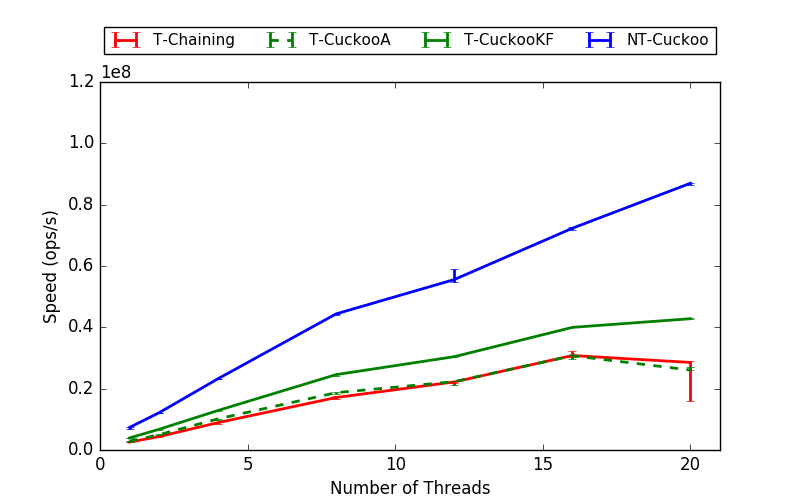 T-Chaining T-CuckooA T-CuckooKF NT-Cuckoo
1e8
1.2
1.0
0.8
0.6
0.4
0.2
0.0
Speed (ops/s)
0 5 10 15 20
Number of Threads